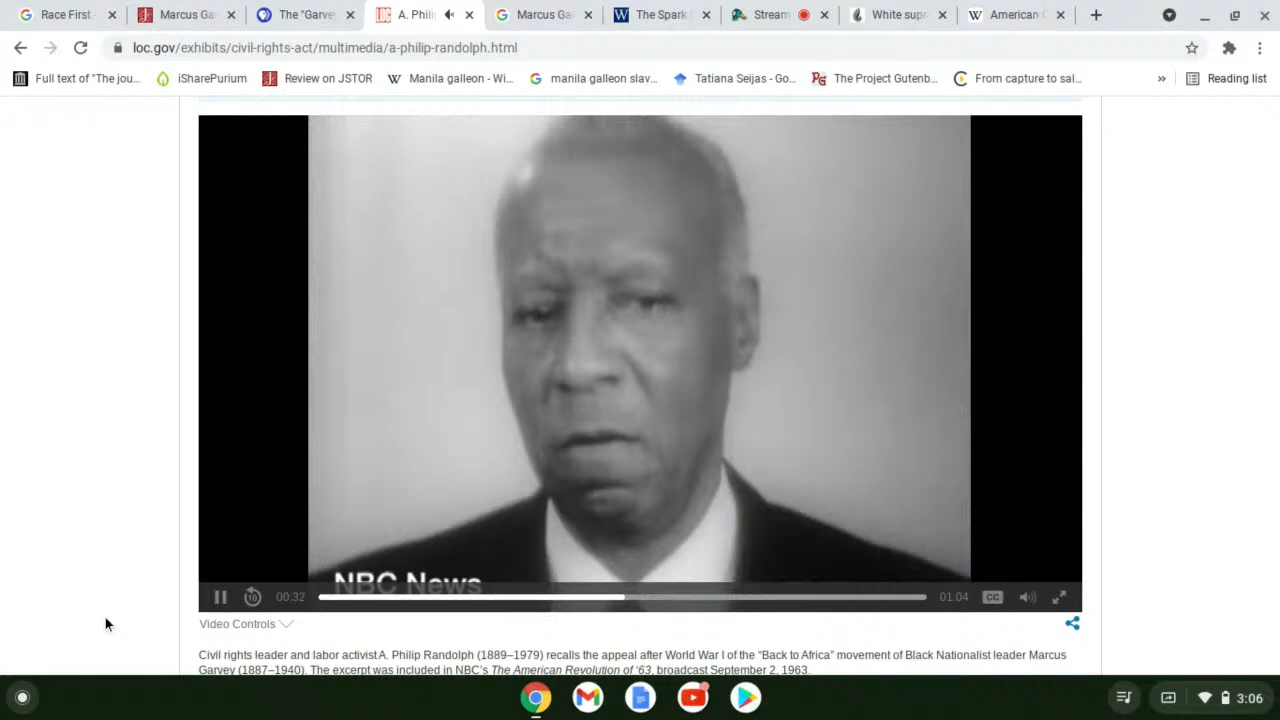 Race First
Marcus Ga
The "Garve
A. Phili
Marcus Ga
The Spark
Stream
White supr
American C
loc.gov/exhibits/civil-rights-act/multimedia/a-philip-randolph.html
Full text of "The jou...
iSharePurium
Review on JSTOR
Manila galleon - Wi...
manila galleon slav...
Tatiana Seijas - Go...
The Project Gutenb...
From capture to sal...
»
Reading list
NBC News
10
00:32
01:04
CC
Video Controls
Civil rights leader and labor activist A. Philip Randolph (1889–1979) recalls the appeal after World War I of the “Back to Africa” movement of Black Nationalist leader Marcus
Garvey (1887–1940). The excerpt was included in NBC’s The American Revolution of ’63, broadcast September 2, 1963.
3:06